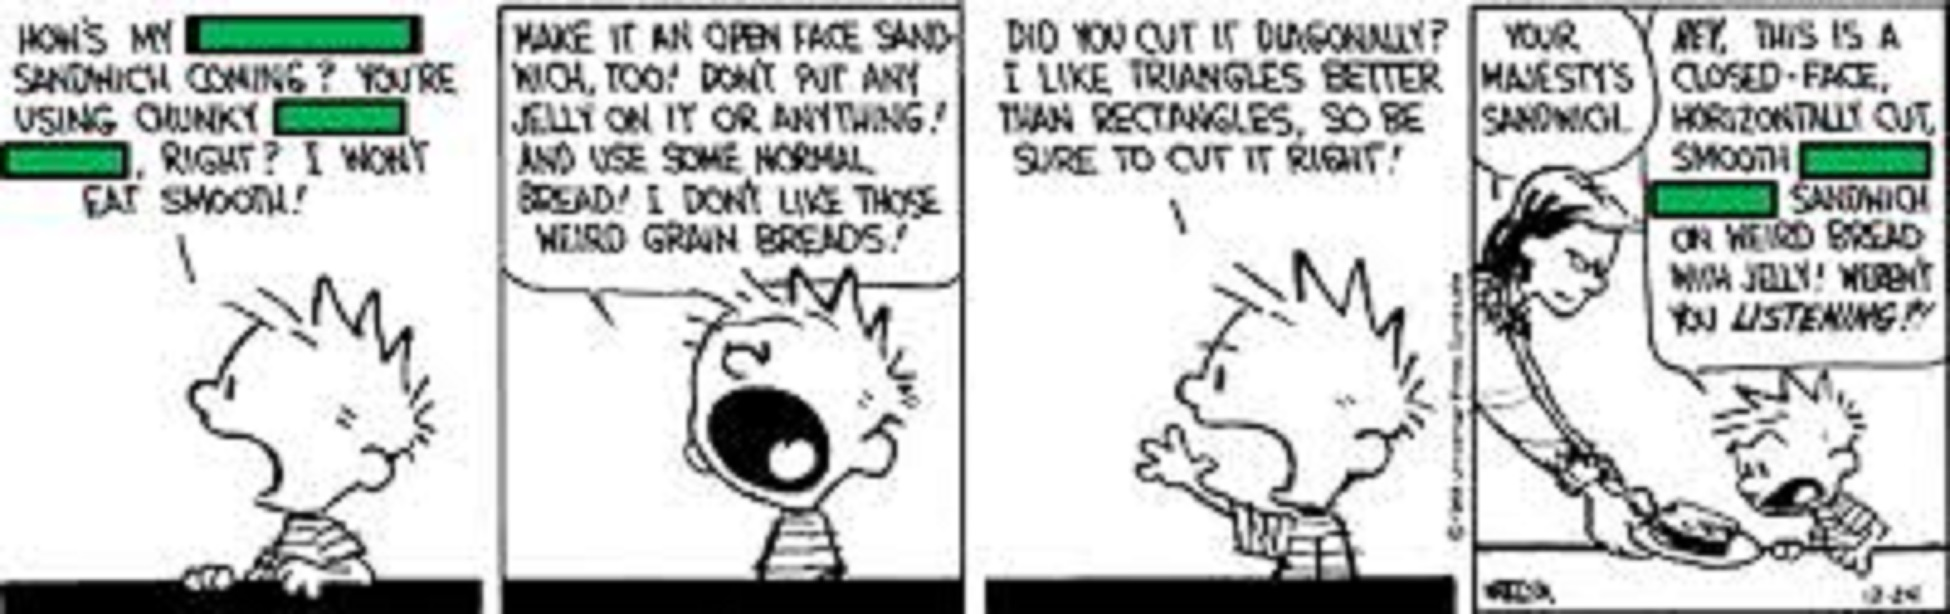 HOW'S MY
SANDWICH COMING? YOU'RE
USING CHUNKY
, RIGHT? I WON'T
EAT SMOOTH!
MAKE IT AN OPEN FACE SAND-
WICH, TOO! DON'T PUT ANY
JELLY ON IT OR ANYTHING!
AND USE SOME NORMAL
BREAD! I DON'T LIKE THOSE
WEIRD GRAIN BREADS!
DID YOU CUT IT DIAGONALLY?
I LIKE TRIANGLES BETTER
THAN RECTANGLES, SO BE
SURE TO CUT IT RIGHT!
YOUR
MAJESTY'S
SANDWICH.
HEY, THIS IS A
CLOSED-FACE,
HORIZONTALLY CUT,
SMOOTH
SANDWICH
ON WEIRD BREAD
WITH JELLY! WEREN'T
YOU LISTENING?!
12-24